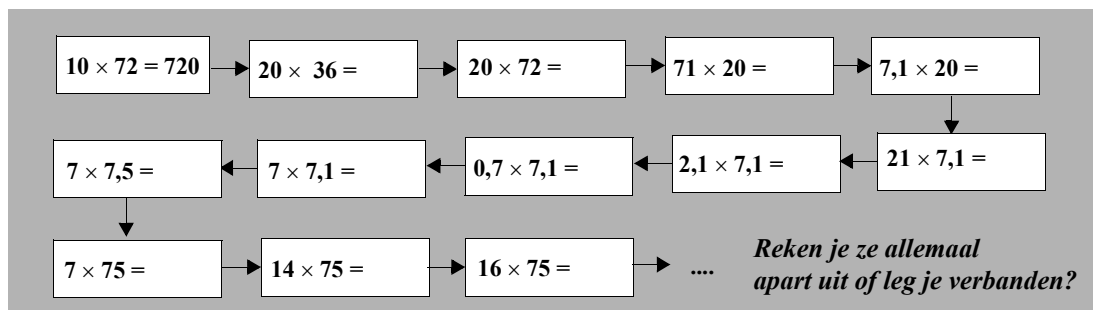 10 × 72 = 720
20 × 36 =
20 × 72 =
71 × 20 =
7,1 × 20 =
21 × 7,1 =
2,1 × 7,1 =
0,7 × 7,1 =
7 × 7,1 =
7 × 7,5 =
7 × 75 =
14 × 75 =
16 × 75 =
....
Reken je ze allemaal
apart uit of leg je verbanden?